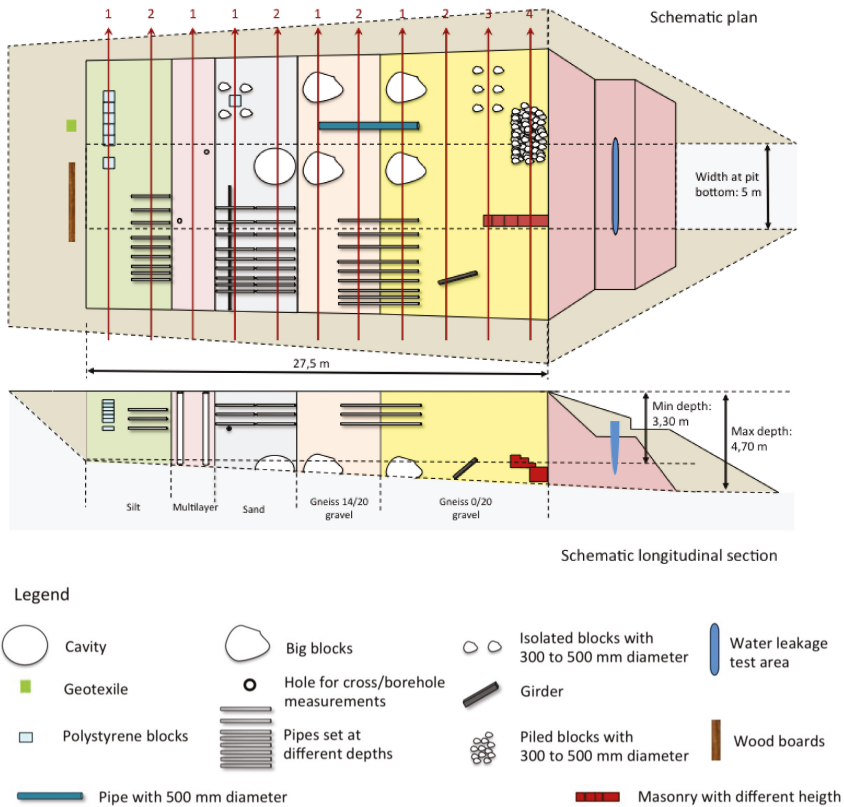 Schematic plan
1 2 1 1 2 1 2 1 2 3 4
Width at pit
bottom: 5 m
27,5 m
Min depth:
3,30 m
Max depth:
4,70 m
Silt
Multilayer
Sand
Gneiss 14/20
gravel
Gneiss 0/20
gravel
Schematic longitudinal section
Legend
Cavity
Big blocks
Isolated blocks with
300 to 500 mm diameter
Water leakage
test area
Geotexile
Hole for cross/borehole
measurements
Girder
Polystyrene blocks
Pipes set at
different depths
Piled blocks with
300 to 500 mm diameter
Wood boards
Pipe with 500 mm diameter
Masonry with different heigth